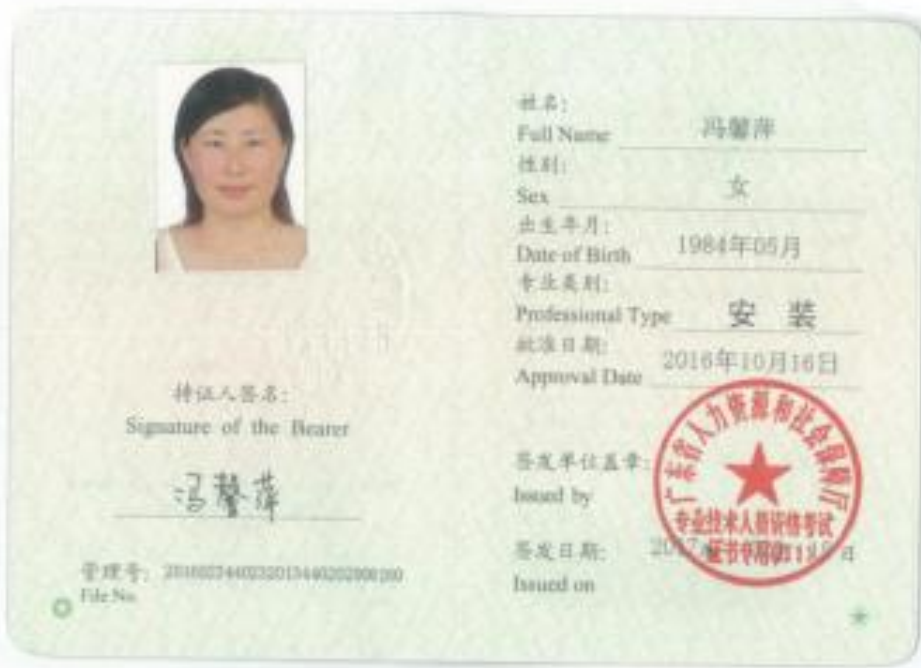 姓名:
Full Name 冯馨萍
性别:
Sex 女
出生年月:
Date of Birth 1984年05月
专业类别:
Professional Type 安 装
批准日期:
Approval Date 2016年10月16日
持证人签名:
Signature of the Bearer
冯馨萍
签发单位盖章:
Issued by
广东省人力资源和社会保障厅
专业技术人员资格考试
签发日期: 2017 日
Issued on
管理号:
File No.